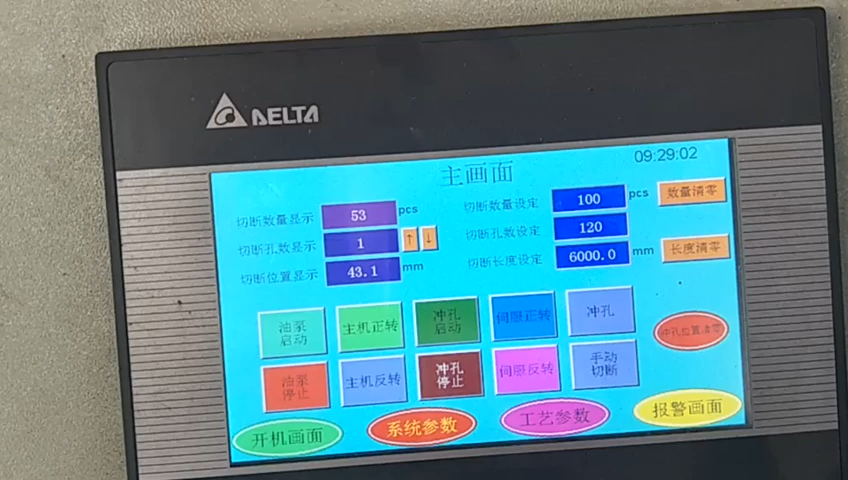 DELTA
主画面 09:29:02
切断数量显示 53 pcs 切断数量设定 100 pcs 数量清零
切断孔数显示 1 ↑ ↓ 切断孔数设定 120
切断位置显示 43.1 mm 切断长度设定 6000.0 mm 长度清零
油泵启动 主机正转 冲孔启动 伺服正转 冲孔
冲孔位置清零
油泵停止 主机反转 冲孔停止 伺服反转 手动切断
开机画面 系统参数 工艺参数 报警画面